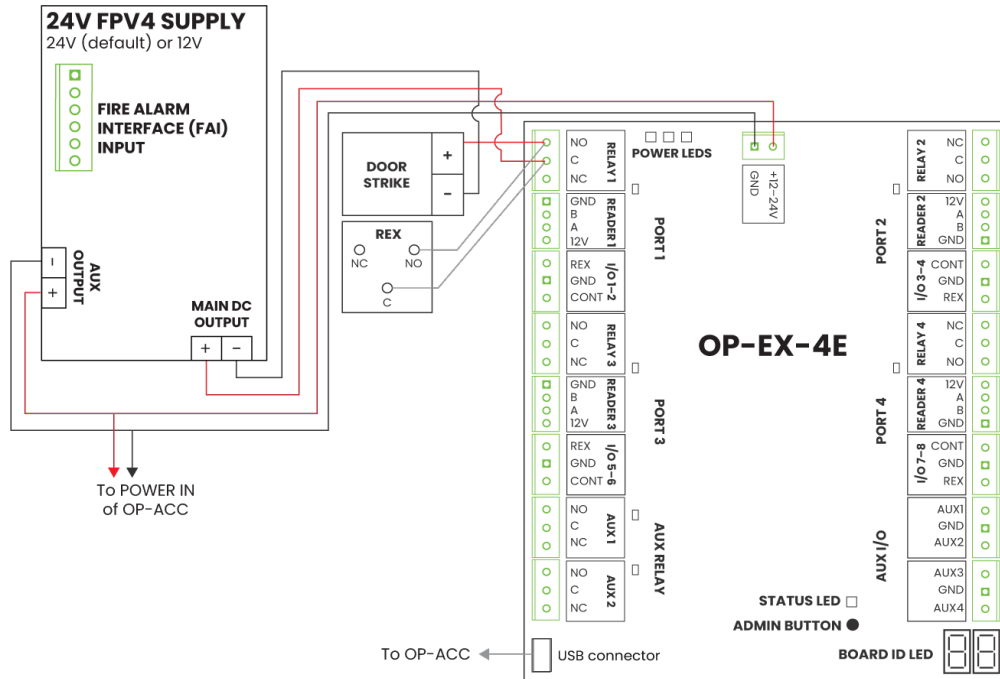 24V FPV4 SUPPLY
24V (default) or 12V
FIRE ALARM
INTERFACE (FAI)
INPUT
AUX
OUTPUT
-
+
MAIN DC
OUTPUT
+ -
To POWER IN
of OP-ACC
DOOR
STRIKE
+
-
REX
NC
NO
C
POWER LEDS
GND
+12-24V
OP-EX-4E
NO
C
NC
RELAY 1
GND
B
A
12V
READER 1
REX
GND
CONT
I/O 1-2
PORT 1
NO
C
NC
RELAY 3
GND
B
A
12V
READER 3
REX
GND
CONT
I/O 5-6
PORT 3
NO
C
NC
AUX 1
NO
C
NC
AUX 2
AUX RELAY
RELAY 2
NC
C
NO
READER 2
12V
A
B
GND
I/O 3-4
CONT
GND
REX
PORT 2
RELAY 4
NC
C
NO
READER 4
12V
A
B
GND
I/O 7-8
CONT
GND
REX
PORT 4
AUX1
GND
AUX2
AUX3
GND
AUX4
AUX I/O
STATUS LED
ADMIN BUTTON
BOARD ID LED
88
To OP-ACC
USB connector